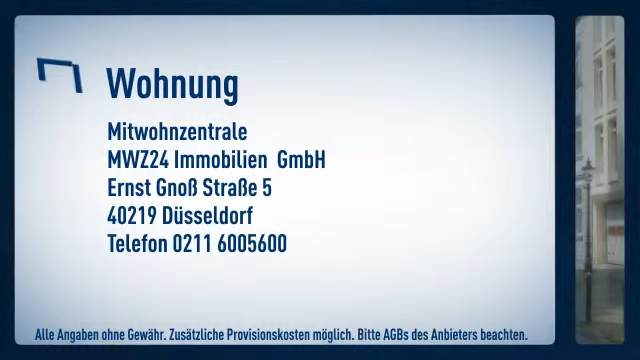 Wohnung
Mitwohnzentrale
MWZ24 Immobilien GmbH
Ernst Gnoß Straße 5
40219 Düsseldorf
Telefon 0211 6005600
Alle Angaben ohne Gewähr. Zusätzliche Provisionskosten möglich. Bitte AGBs des Anbieters beachten.